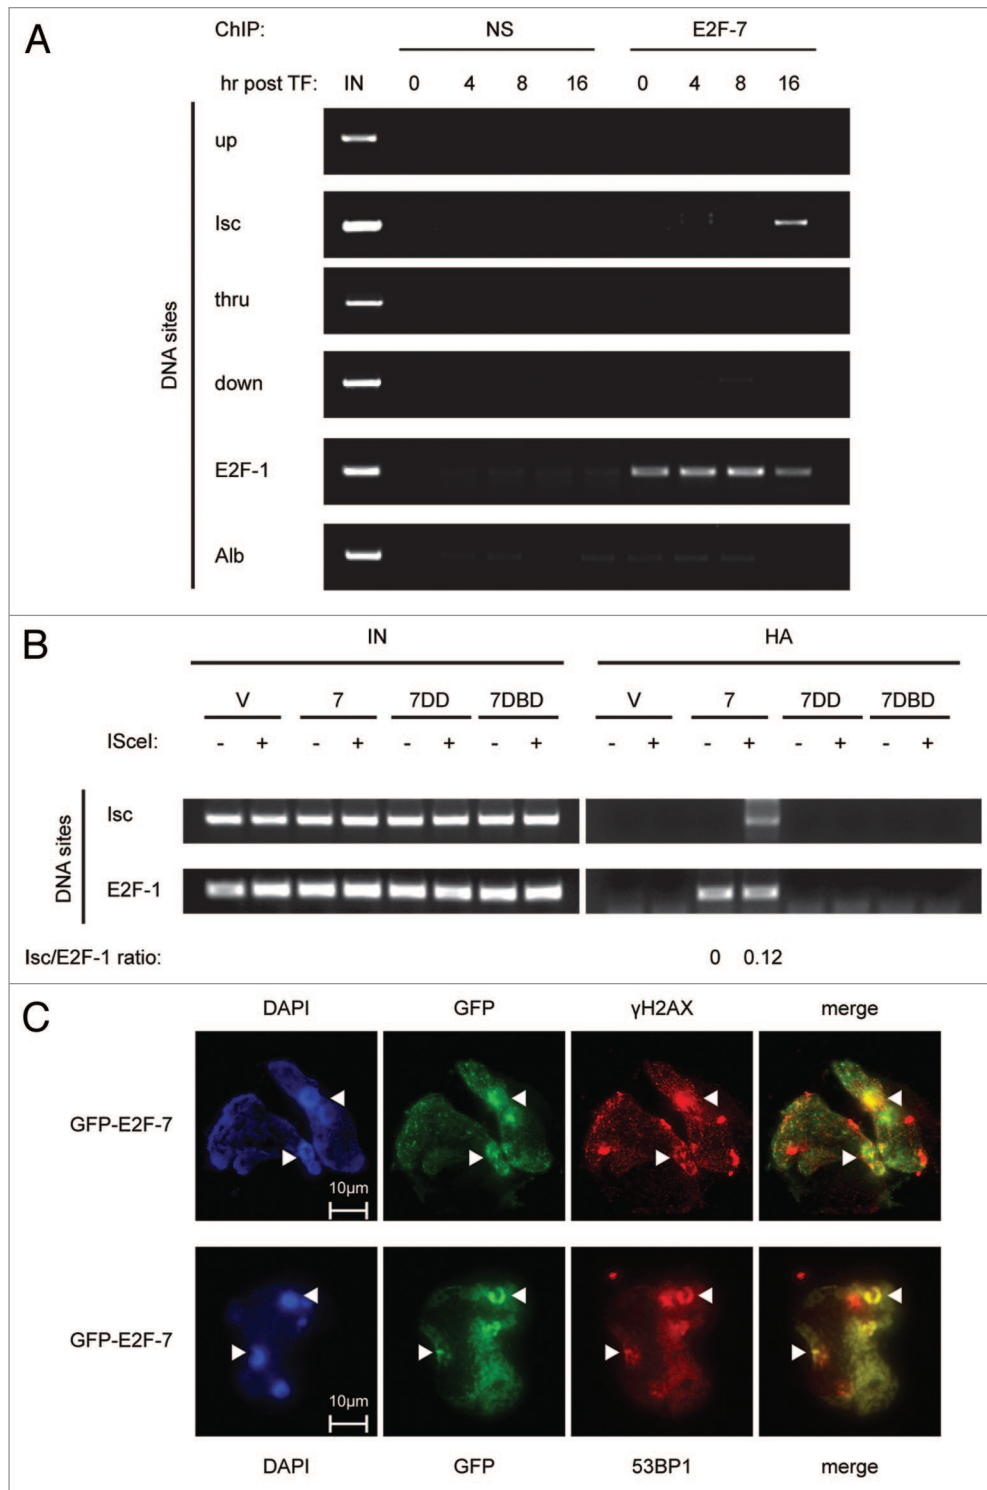 A
ChIP: NS E2F-7
hr post TF: IN 0 4 8 16 0 4 8 16
DNA sites
up
Isc
thru
down
E2F-1
Alb
B
IN HA
V 7 7DD 7DBD V 7 7DD 7DBD
ISceI: - + - + - + - + - + - + - + - +
DNA sites
Isc
E2F-1
Isc/E2F-1 ratio: 0 0.12
C
DAPI GFP γH2AX merge
GFP-E2F-7
10µm
GFP-E2F-7
10µm
DAPI GFP 53BP1 merge